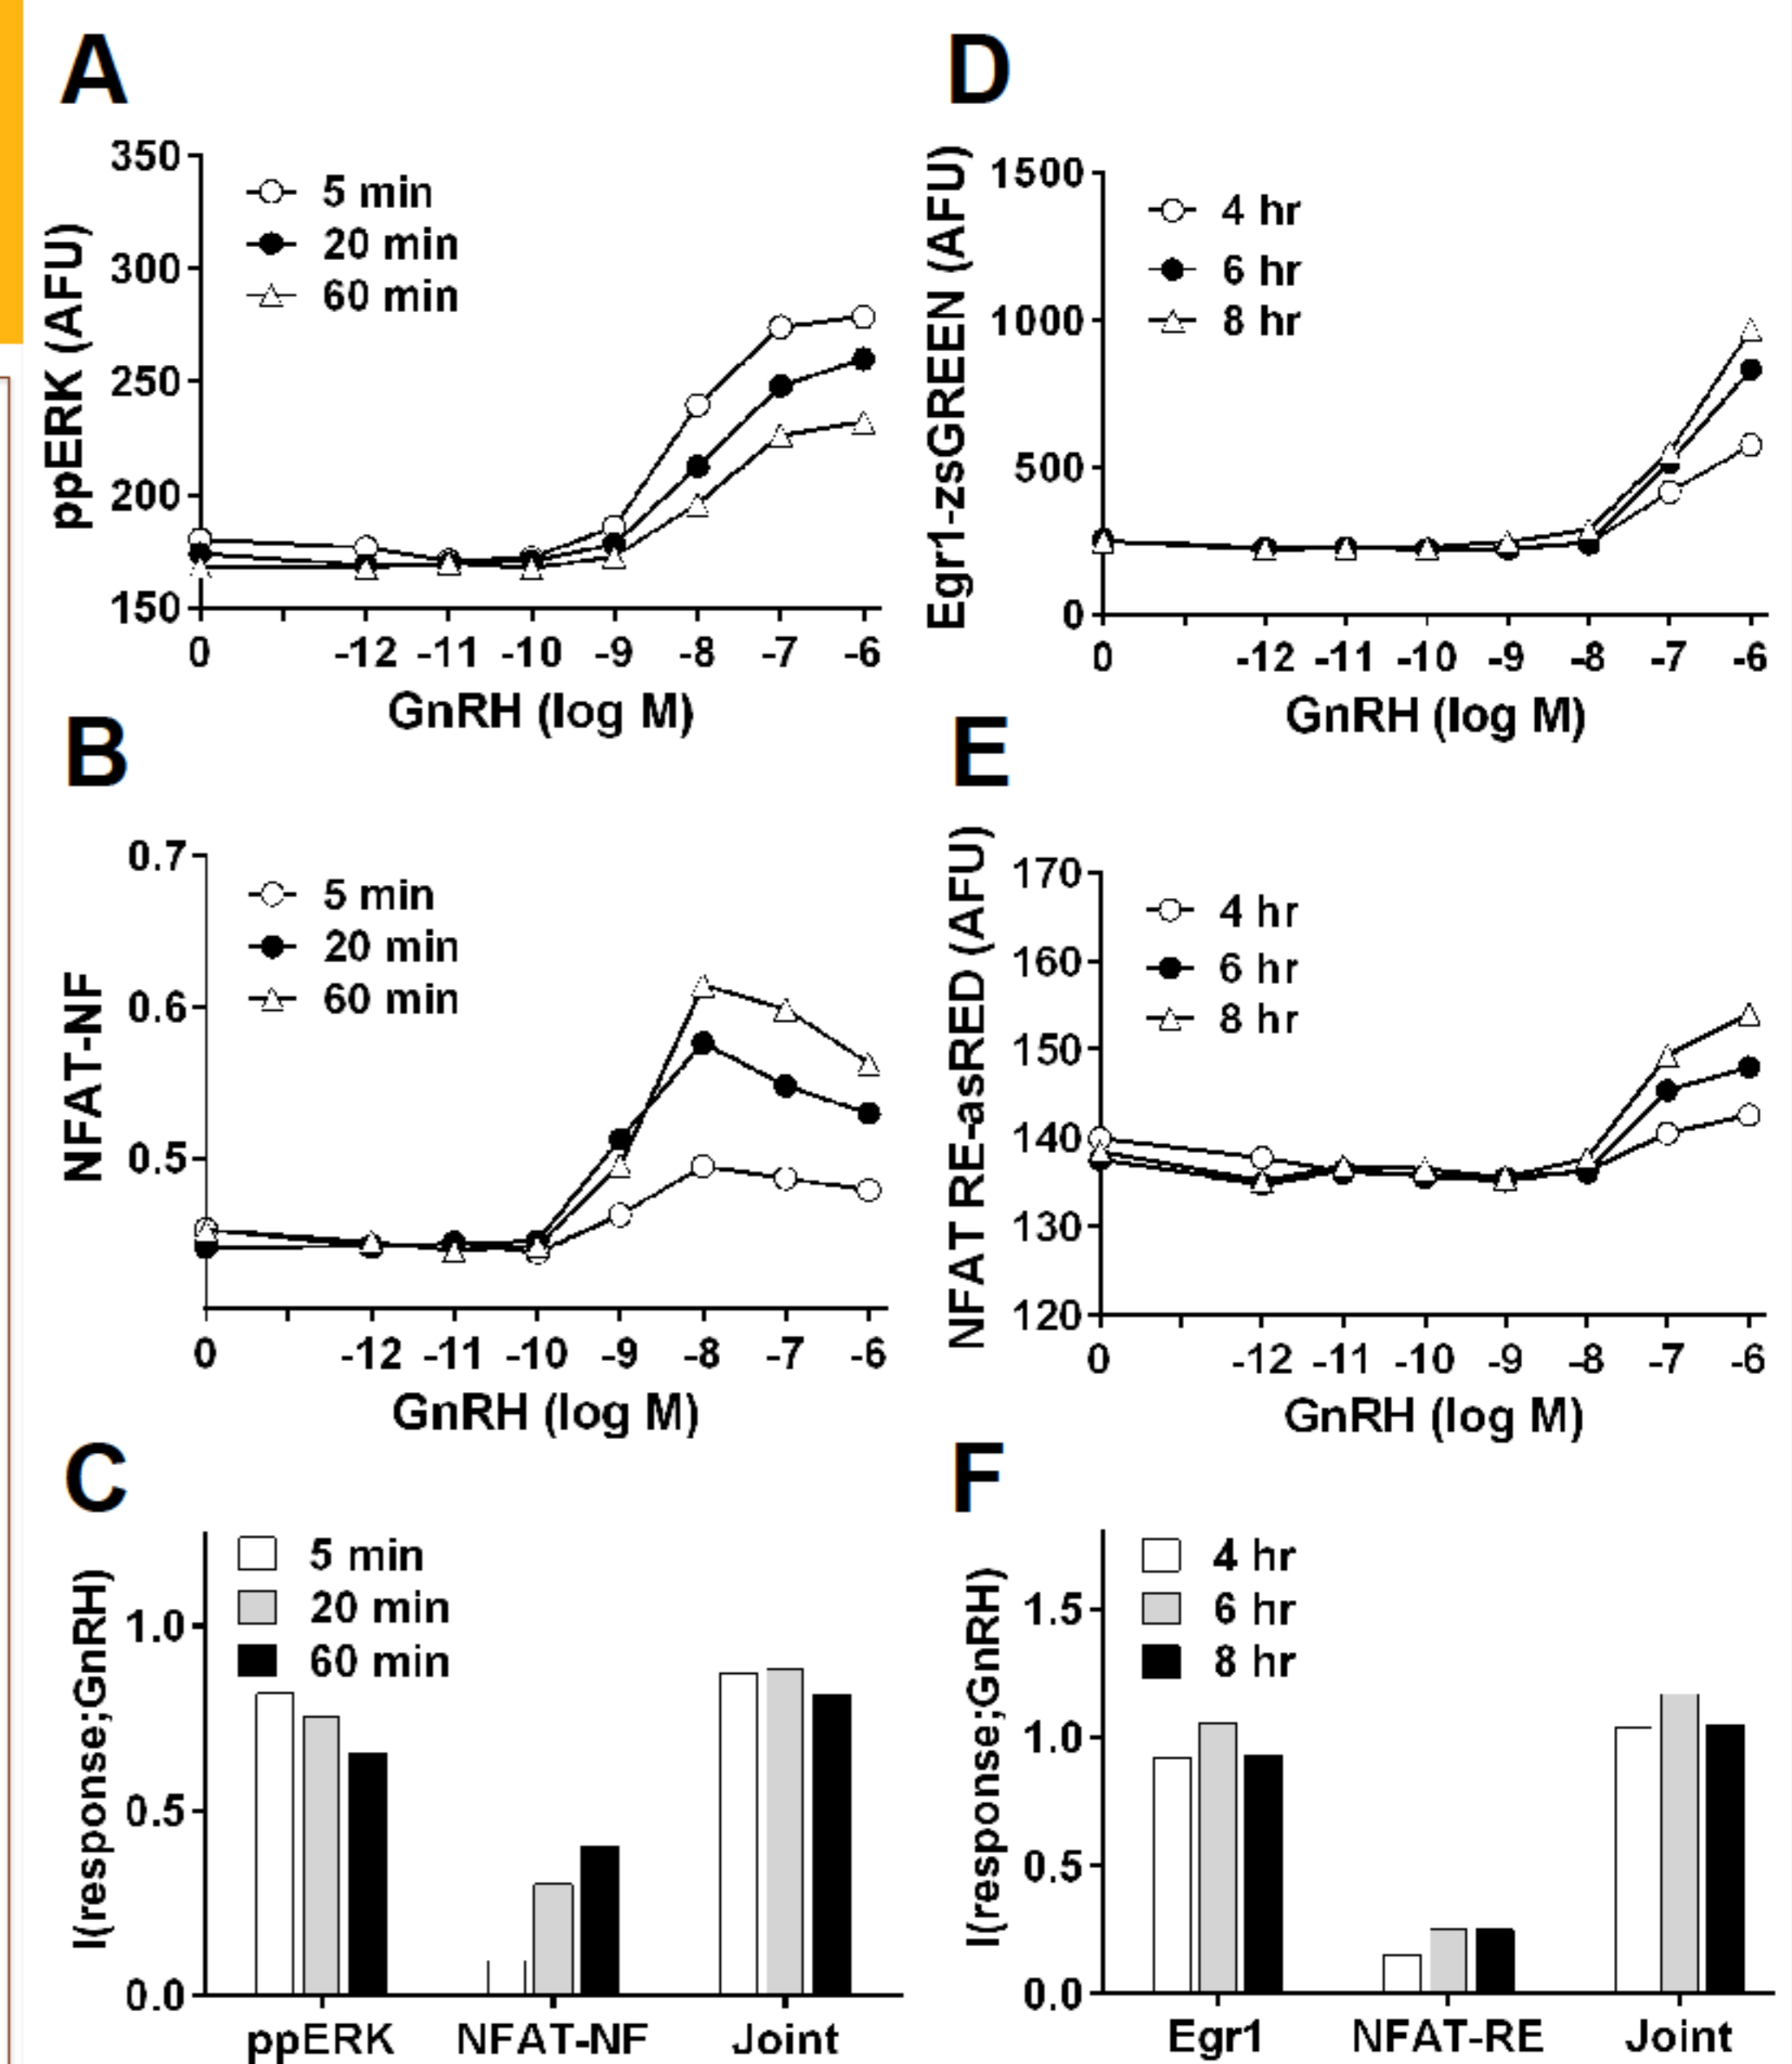 A
ppERK (AFU)
350
300
250
200
150
5 min
20 min
60 min
0 -12 -11 -10 -9 -8 -7 -6
GnRH (log M)
B
NFAT-NF
0.7
0.6
0.5
5 min
20 min
60 min
0 -12 -11 -10 -9 -8 -7 -6
GnRH (log M)
C
I(response;GnRH)
1.0
0.5
0.0
5 min
20 min
60 min
ppERK NFAT-NF Joint
D
Egr1-zsGREEN (AFU)
1500
1000
500
0
4 hr
6 hr
8 hr
0 -12 -11 -10 -9 -8 -7 -6
GnRH (log M)
E
NFAT RE-asRED (AFU)
170
160
150
140
130
120
4 hr
6 hr
8 hr
0 -12 -11 -10 -9 -8 -7 -6
GnRH (log M)
F
I(response;GnRH)
1.5
1.0
0.5
0.0
4 hr
6 hr
8 hr
Egr1 NFAT-RE Joint